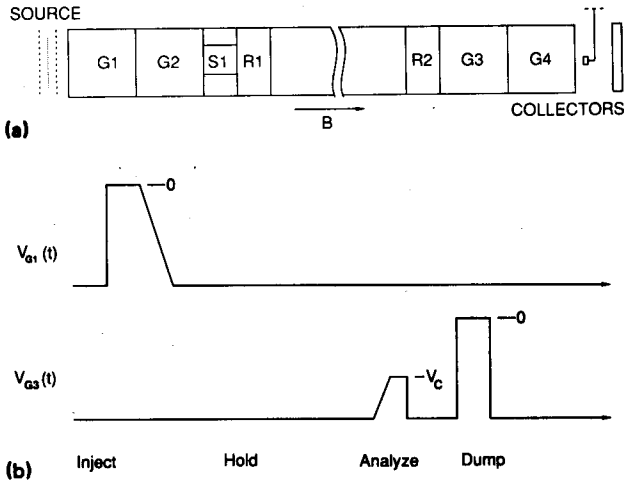 SOURCE
G1 G2 S1 R1 R2 G3 G4
B
COLLECTORS
(a)
—0
V_G1 (t)
—0
V_G3 (t)
—V_C
Inject Hold Analyze Dump
(b)